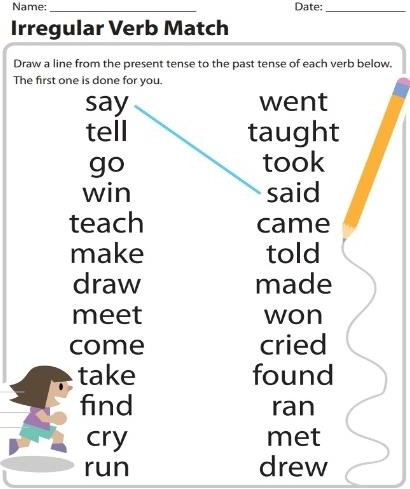 Name: ____________________ Date: ____________
Irregular Verb Match
Draw a line from the present tense to the past tense of each verb below.
The first one is done for you.
say went
tell taught
go took
win said
teach came
make told
draw made
meet won
come cried
take found
find ran
cry met
run drew